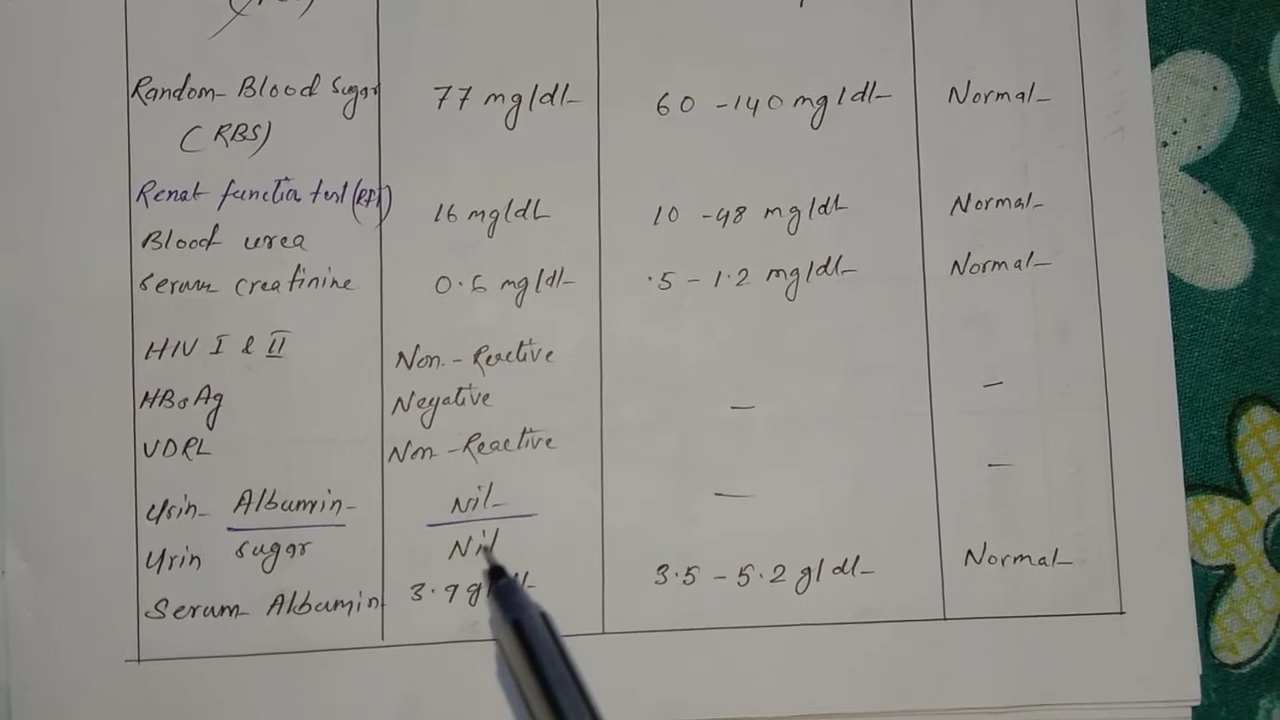 Random Blood Sugar 77 mg/dl 60 - 140 mg/dl Normal
(RBS)
Renal function test (RFT)
16 mg/dl 10 - 48 mg/dl Normal
Blood urea
Serum creatinine 0.6 mg/dl .5 - 1.2 mg/dl Normal
HIV I & II Non - Reactive
HBsAg Negative — —
VDRL Non - Reactive
Urin Albumin Nil — —
Urin sugar Nil
Serum Albumin 3.9 3.5 - 5.2 g/dl Normal